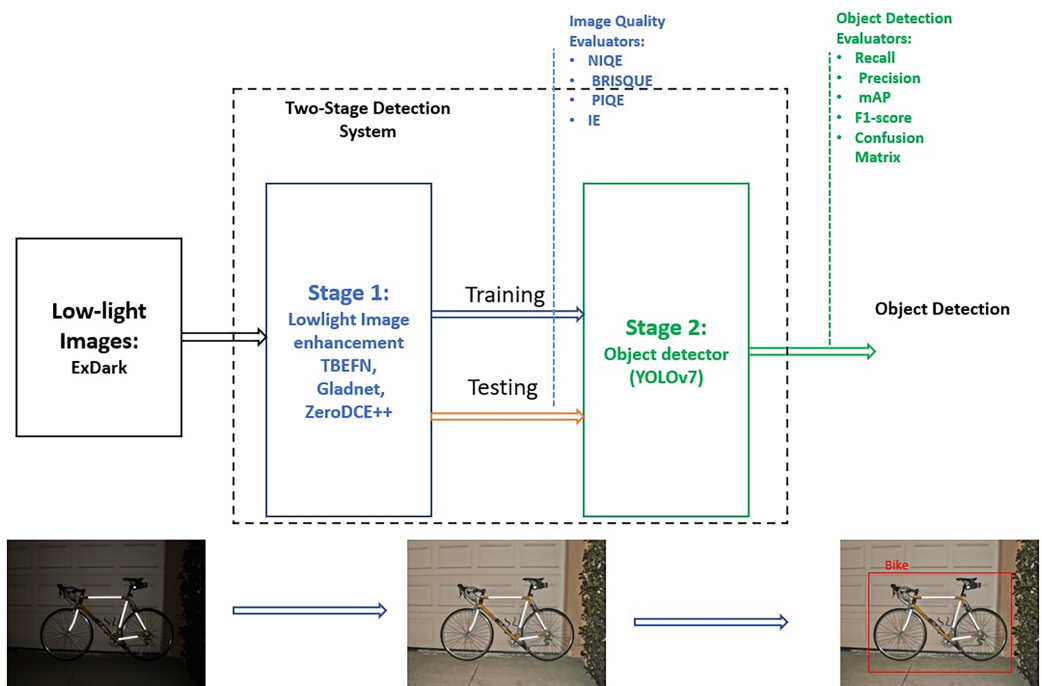 Image Quality
Evaluators:
• NIQE
• BRISQUE
• PIQE
• IE
Object Detection
Evaluators:
• Recall
• Precision
• mAP
• F1-score
• Confusion
Matrix
Two-Stage Detection
System
Low-light
Images:
ExDark
Stage 1:
Lowlight Image
enhancement
TBEFN,
Gladnet,
ZeroDCE++
Training
Testing
Stage 2:
Object detector
(YOLOv7)
Object Detection
Bike